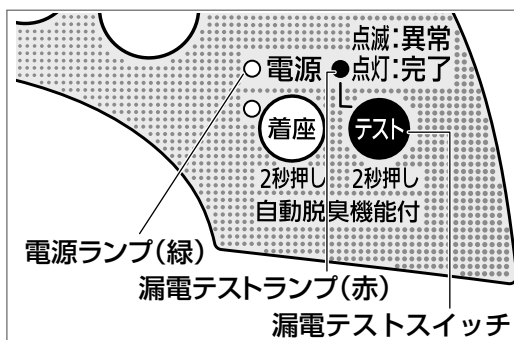 点滅:異常
電源 点灯:完了
着座 テスト
2秒押し 2秒押し
自動脱臭機能付
電源ランプ(緑)
漏電テストランプ(赤)
漏電テストスイッチ